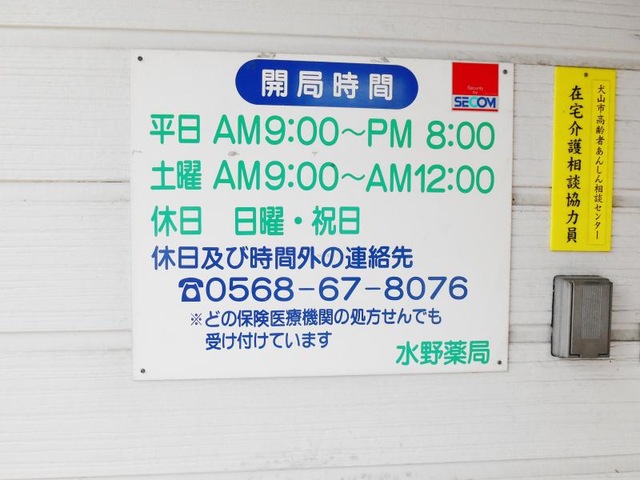 開局時間
Security by
SECOM
平日 AM9:00〜PM 8:00
土曜 AM9:00〜AM12:00
休日 日曜・祝日
休日及び時間外の連絡先
☎0568-67-8076
※どの保険医療機関の処方せんでも
受け付けています
水野薬局
犬山市高齢者あんしん相談センター
在宅介護相談協力員